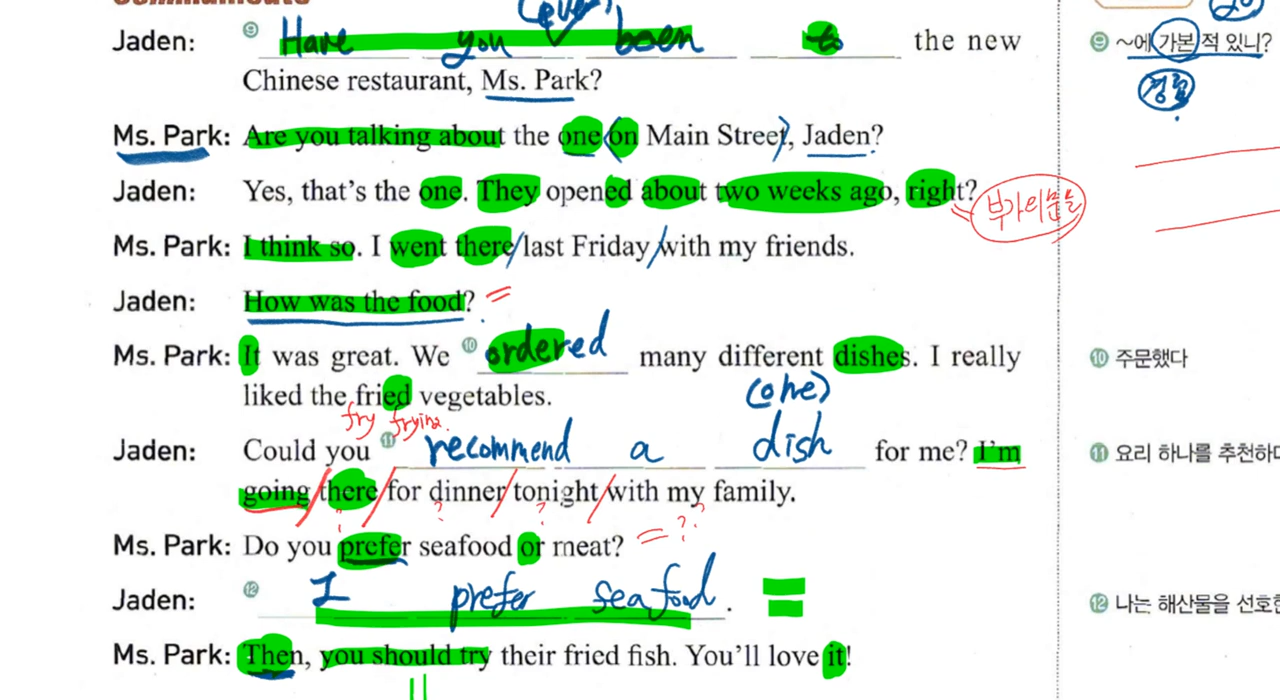 (ever)
Jaden: ⑨ Have you been to the new ⑨ ~에 가본 적 있니?
Chinese restaurant, Ms. Park? 경험
Ms. Park: Are you talking about the one (on Main Street), Jaden?
Jaden: Yes, that's the one. They opened about two weeks ago, right? 부가의문문
Ms. Park: I think so. I went there/last Friday/with my friends.
Jaden: How was the food? =
Ms. Park: It was great. We ⑩ ordered many different dishes. I really ⑩ 주문했다
liked the fried vegetables. (one)
fry frying
Jaden: Could you ⑪ recommend a dish for me? I'm ⑪ 요리 하나를 추천하다
going/there/for dinner/tonight/with my family.
? ? ? ??
Ms. Park: Do you prefer seafood or meat? = ?
Jaden: ⑫ I prefer seafood. = ⑫ 나는 해산물을 선호
Ms. Park: Then, you should try their fried fish. You'll love it!